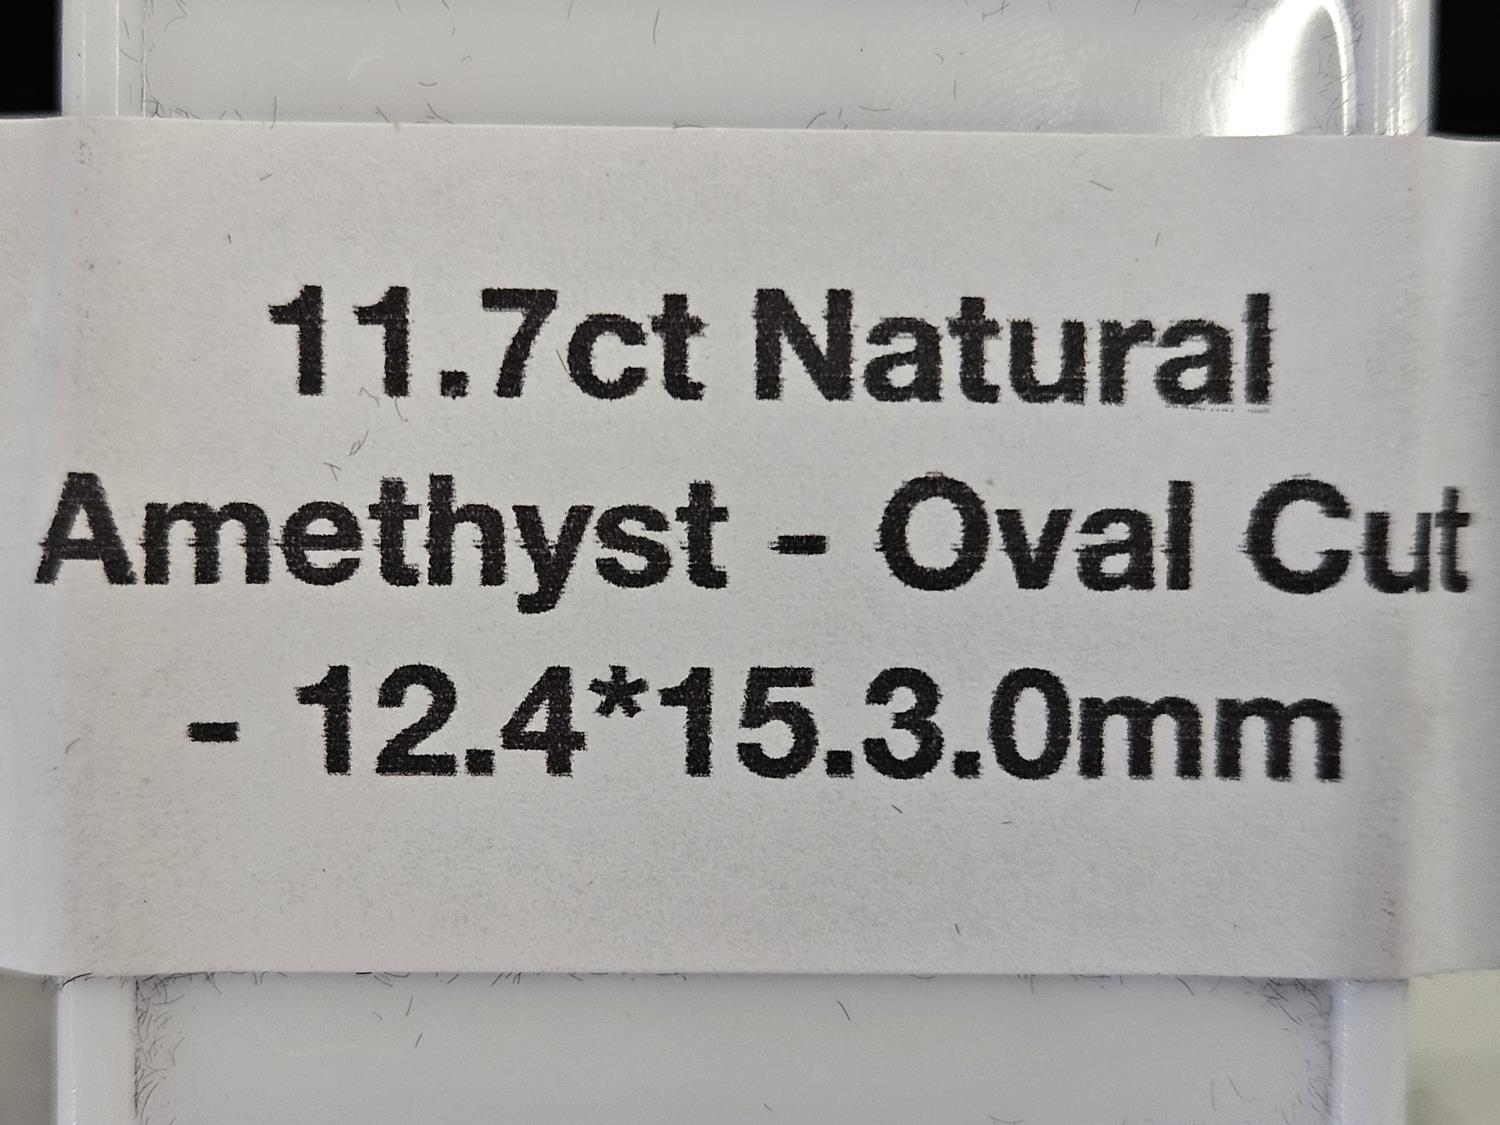 11.7ct Natural
Amethyst - Oval Cut
- 12.4*15.3.0mm